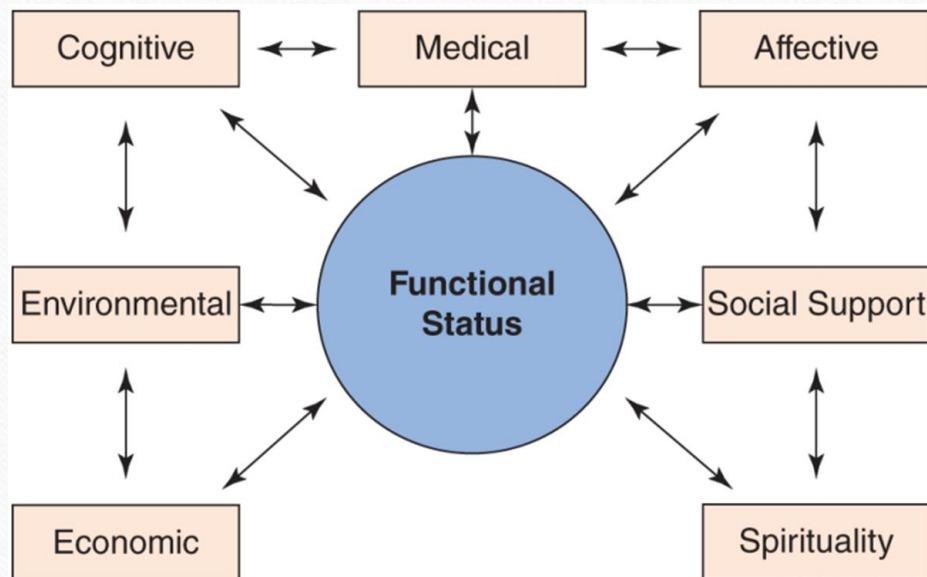 Cognitive
Medical
Affective
Environmental
Functional
Status
Social Support
Economic
Spirituality